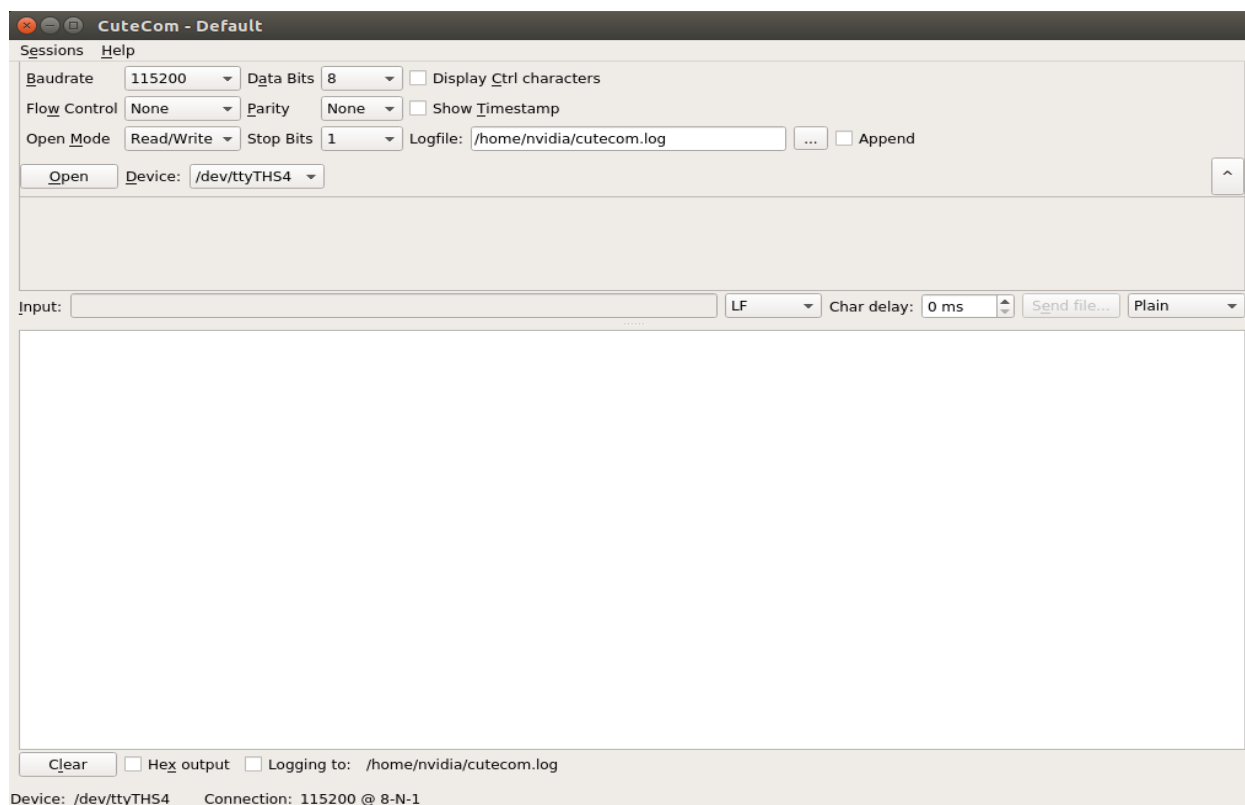 CuteCom - Default
Sessions Help
Baudrate 115200 Data Bits 8 Display Ctrl characters
Flow Control None Parity None Show Timestamp
Open Mode Read/Write Stop Bits 1 Logfile: /home/nvidia/cutecom.log ... Append
Open Device: /dev/ttyTHS4 ^
Input: LF Char delay: 0 ms Send file... Plain
Clear Hex output Logging to: /home/nvidia/cutecom.log
Device: /dev/ttyTHS4 Connection: 115200 @ 8-N-1